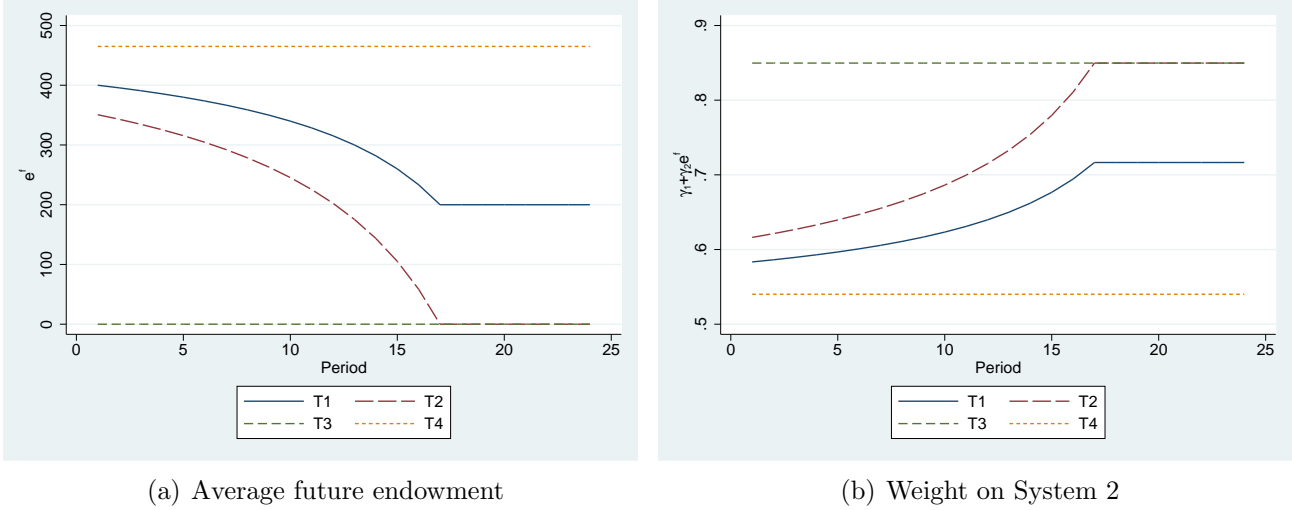 500
400
300
200
100
0
eᶠ
0 5 10 15 20 25
Period
T1 T2
T3 T4
(a) Average future endowment
.9
.8
.7
.6
.5
γ₁+γ₂eᶠ
0 5 10 15 20 25
Period
T1 T2
T3 T4
(b) Weight on System 2